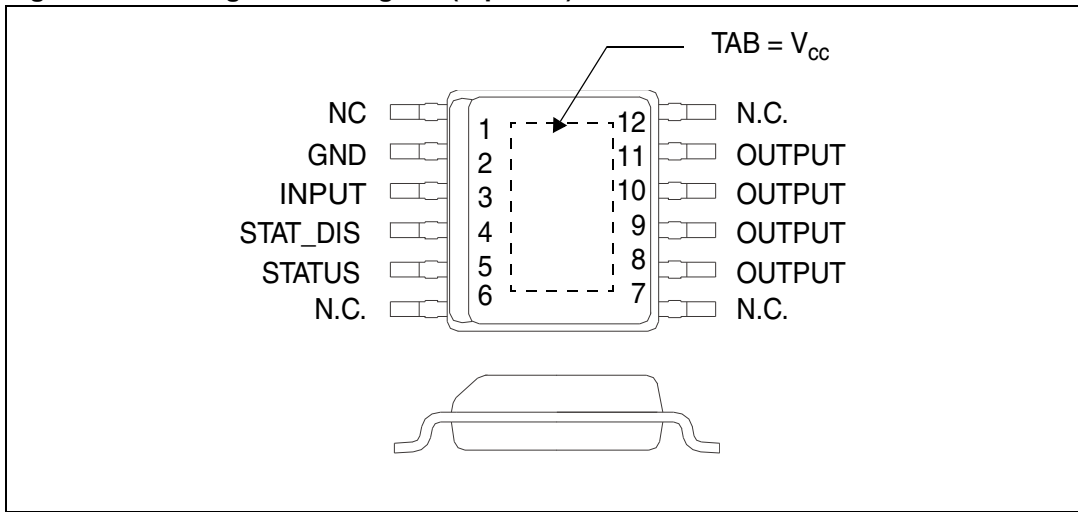 TAB = Vcc
NC 1 12 N.C.
GND 2 11 OUTPUT
INPUT 3 10 OUTPUT
STAT_DIS 4 9 OUTPUT
STATUS 5 8 OUTPUT
N.C. 6 7 N.C.